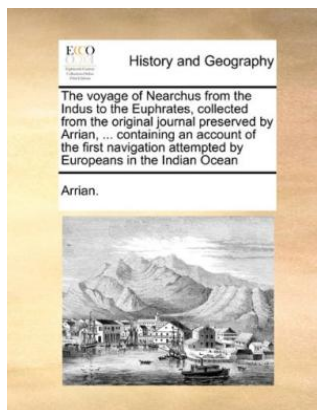 ECCO
History and Geography
The voyage of Nearchus from the
Indus to the Euphrates, collected
from the original journal preserved by
Arrian, ... containing an account of
the first navigation attempted by
Europeans in the Indian Ocean
Arrian.